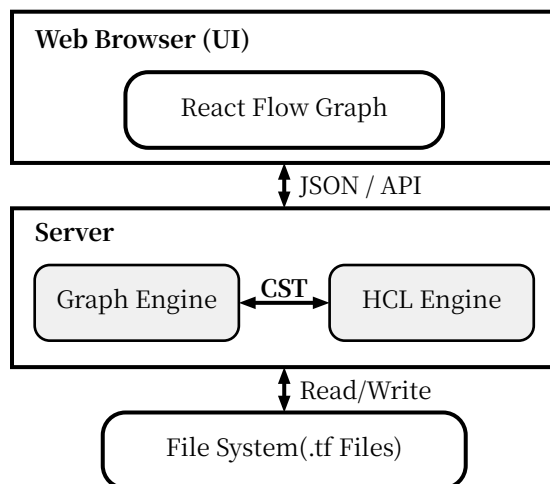 Web Browser (UI)
React Flow Graph
JSON / API
Server
Graph Engine
CST
HCL Engine
Read/Write
File System(.tf Files)